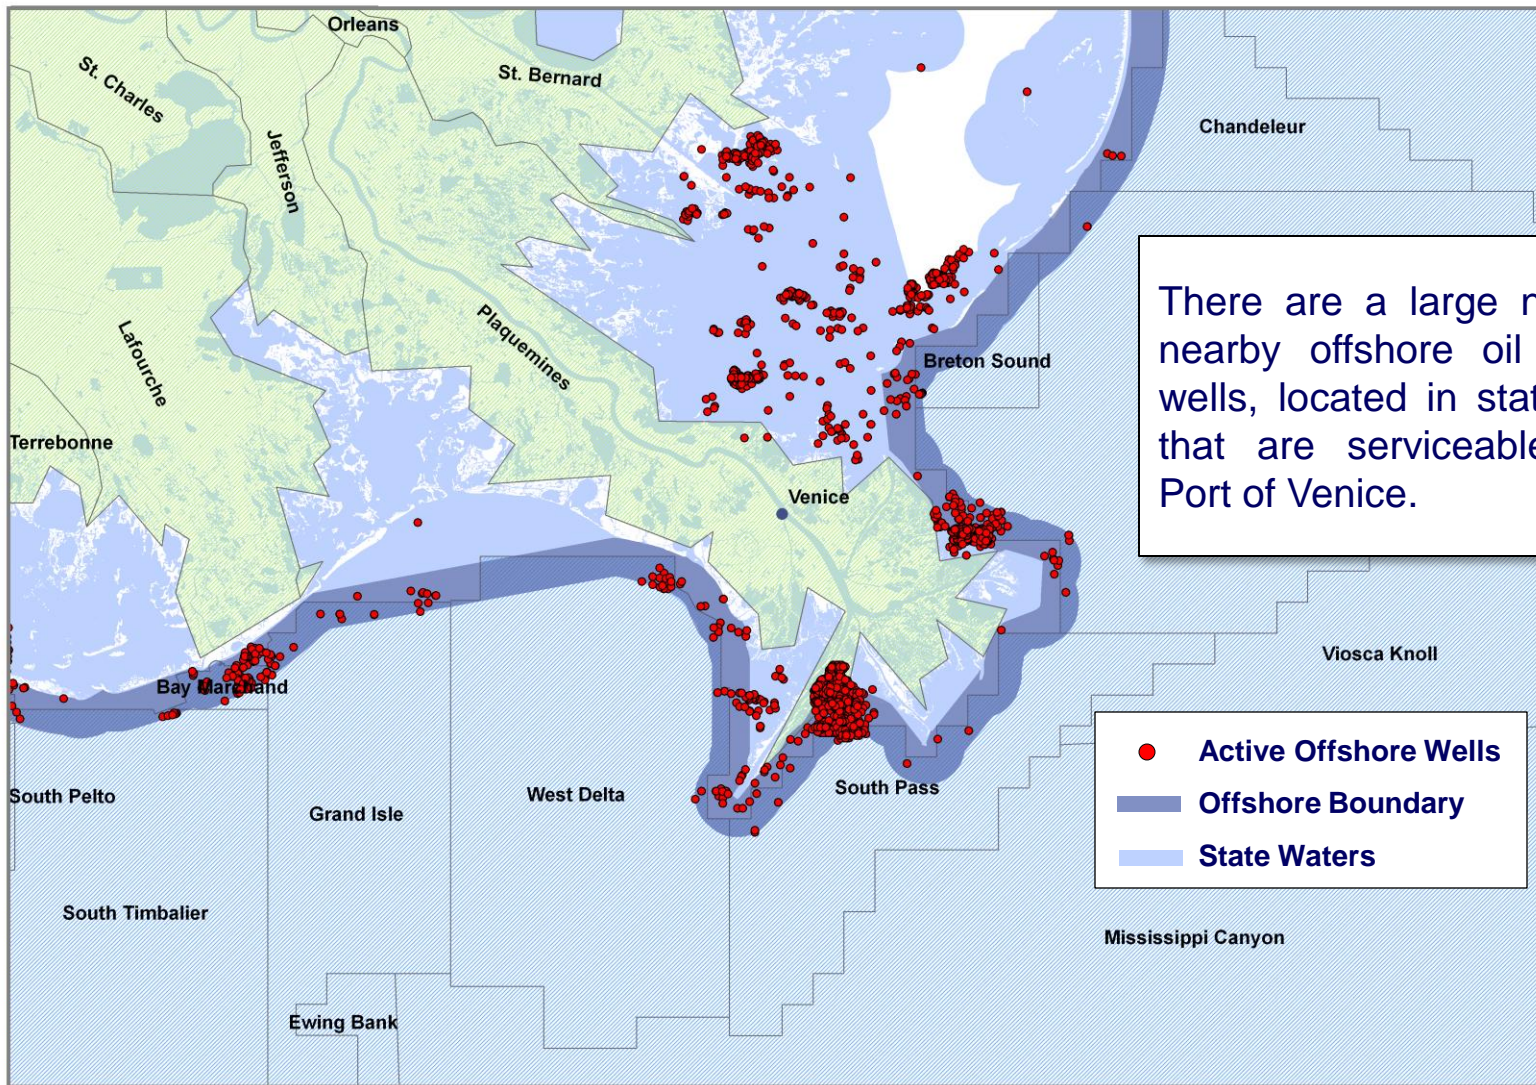 Orleans
St. Charles
St. Bernard
Jefferson
Chandeleur
Lafourche
Plaquemines
Breton Sound
There are a large
nearby offshore oil
wells, located in
that are
Port of Venice.
Terrebonne
Venice
Viosca Knoll
Bay Marchand
Active Offshore Wells
Offshore Boundary
State Waters
South Pelto
Grand Isle
West Delta
South Pass
South Timbalier
Mississippi Canyon
Ewing Bank